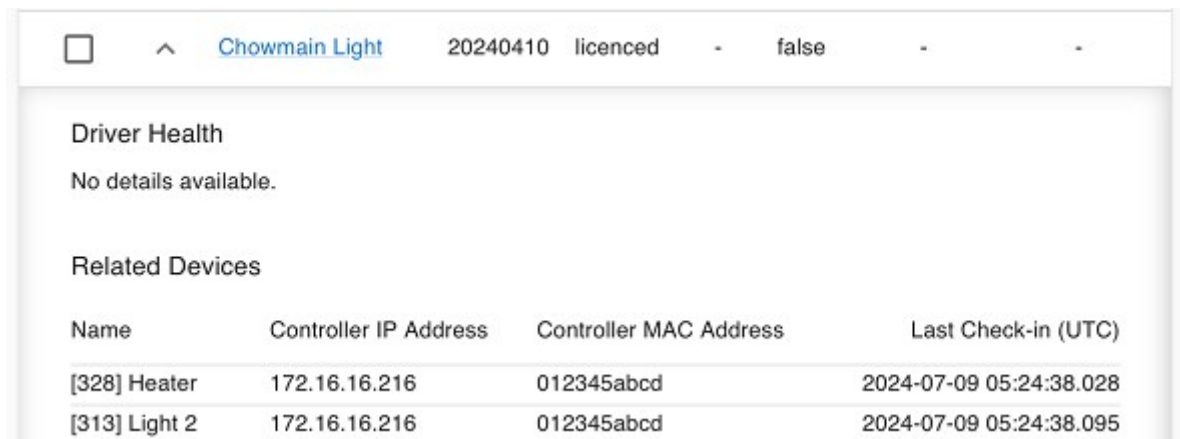 Chowmain Light 20240410 licenced - false - -
Driver Health
No details available.
Related Devices
Name Controller IP Address Controller MAC Address Last Check-in (UTC)
[328] Heater 172.16.16.216 012345abcd 2024-07-09 05:24:38.028
[313] Light 2 172.16.16.216 012345abcd 2024-07-09 05:24:38.095